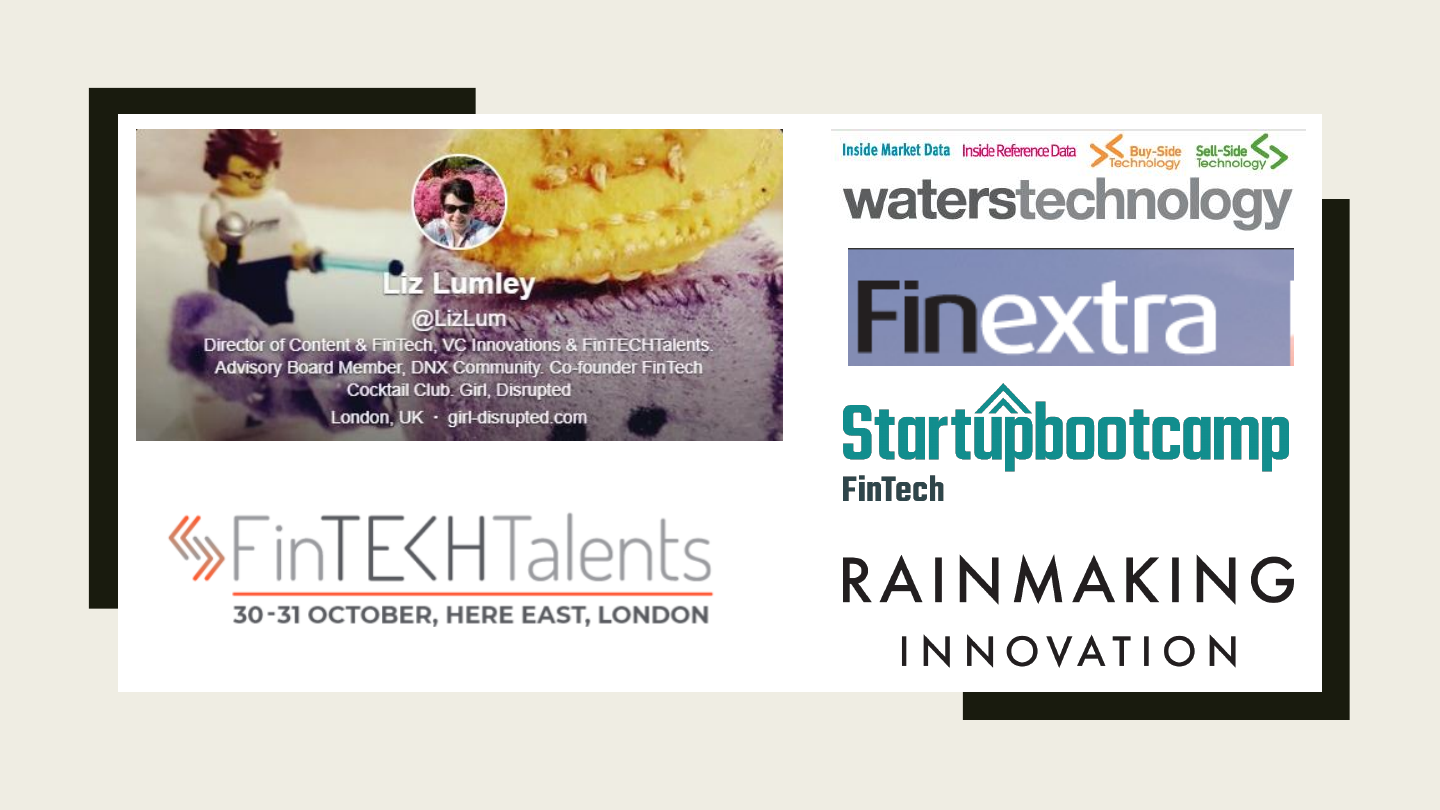 Liz Lumley
@LizLum
Director of Content & FinTech, VC Innovations & FinTECHTalents.
Advisory Board Member, DNX Community. Co-founder FinTech
Cocktail Club. Girl, Disrupted
London, UK · girl-disrupted.com
FinTECHTalents
30-31 OCTOBER, HERE EAST, LONDON
Inside Market Data Inside Reference Data Buy-Side Technology Sell-Side Technology
waterstechnology
Finextra
Startupbootcamp
FinTech
RAINMAKING
INNOVATION